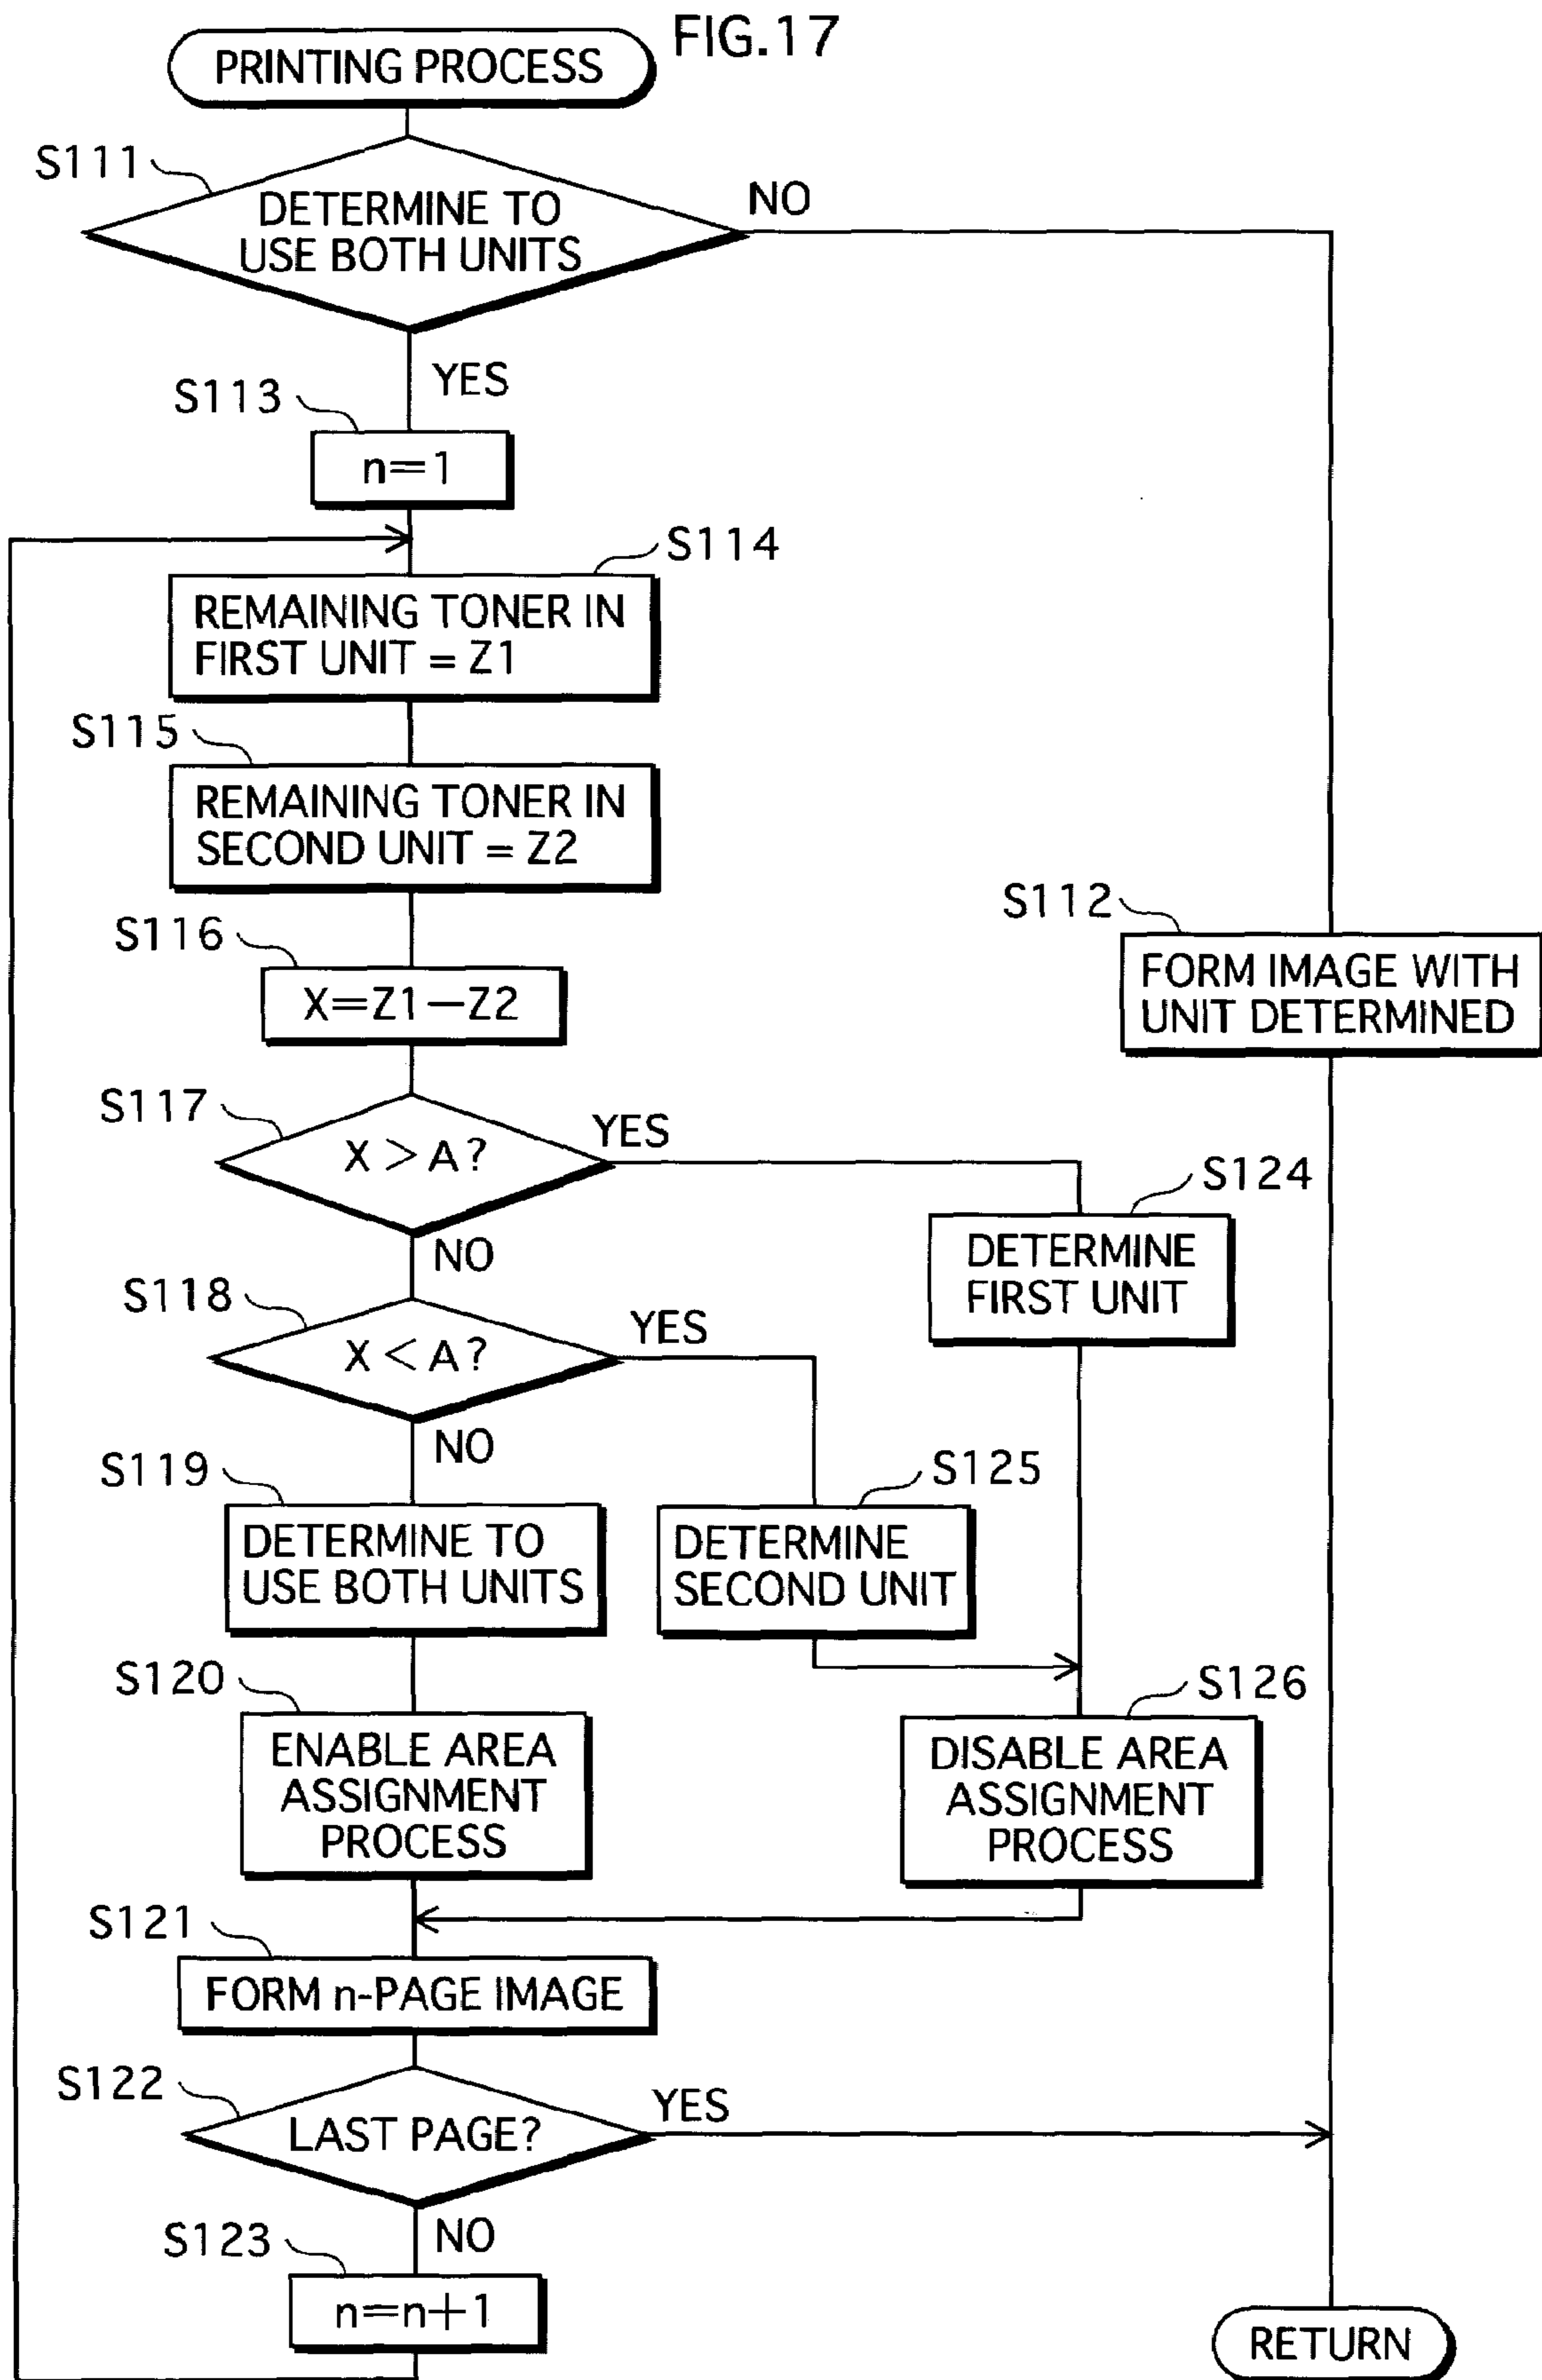 FIG.17
PRINTING PROCESS
S111
DETERMINE TO
USE BOTH UNITS
NO
YES
S113
n=1
S114
REMAINING TONER IN
FIRST UNIT = Z1
S115
REMAINING TONER IN
SECOND UNIT = Z2
S112
FORM IMAGE WITH
UNIT DETERMINED
S116
X=Z1-Z2
S117
X > A?
YES
NO
S124
DETERMINE
FIRST UNIT
S118
X < A?
YES
NO
S119
DETERMINE TO
USE BOTH UNITS
S125
DETERMINE
SECOND UNIT
S120
ENABLE AREA
ASSIGNMENT
PROCESS
S126
DISABLE AREA
ASSIGNMENT
PROCESS
S121
FORM n-PAGE IMAGE
S122
LAST PAGE?
YES
NO
S123
n=n+1
RETURN